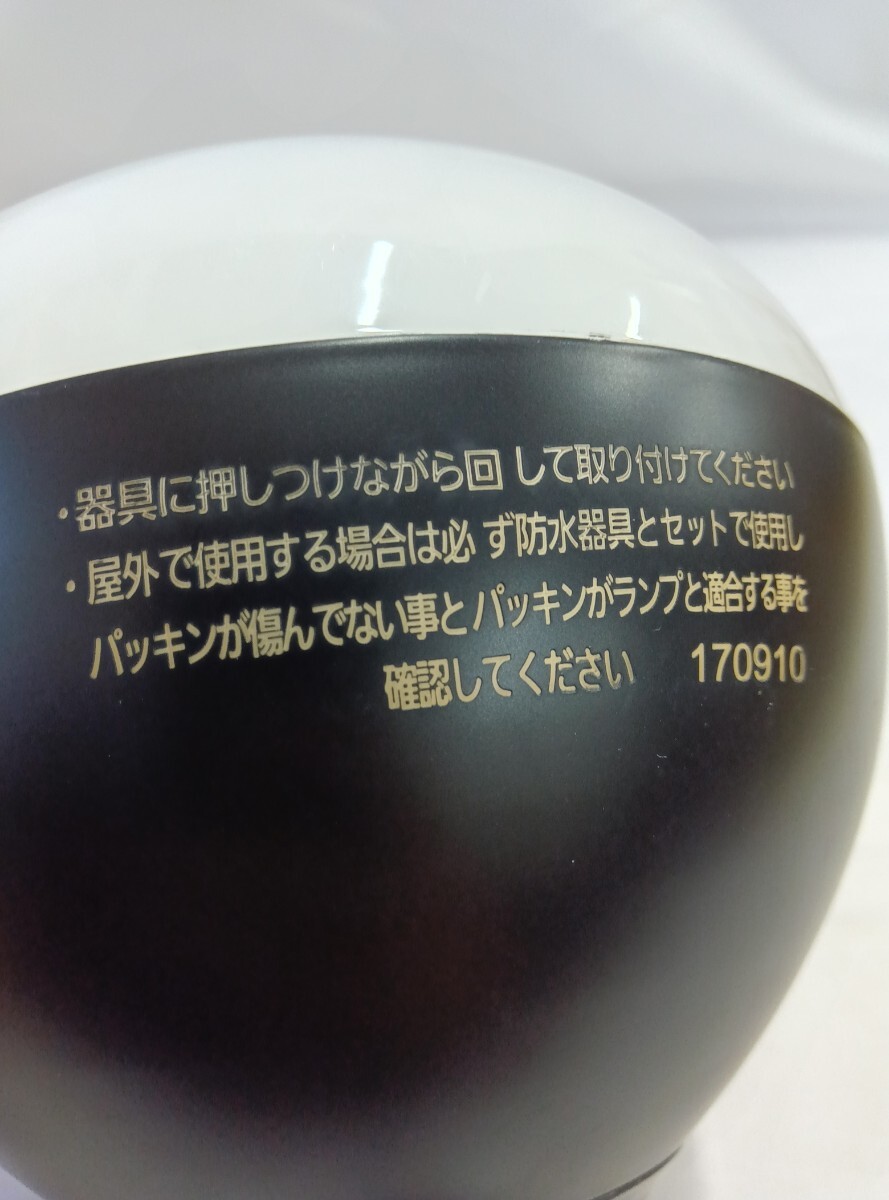 ・器具に押しつけながら回 して取り付けてください
・屋外で使用する場合は必 ず防水器具とセットで使用し
パッキンが傷んでない事とパッキンがランプと適合する事を
確認してください 170910